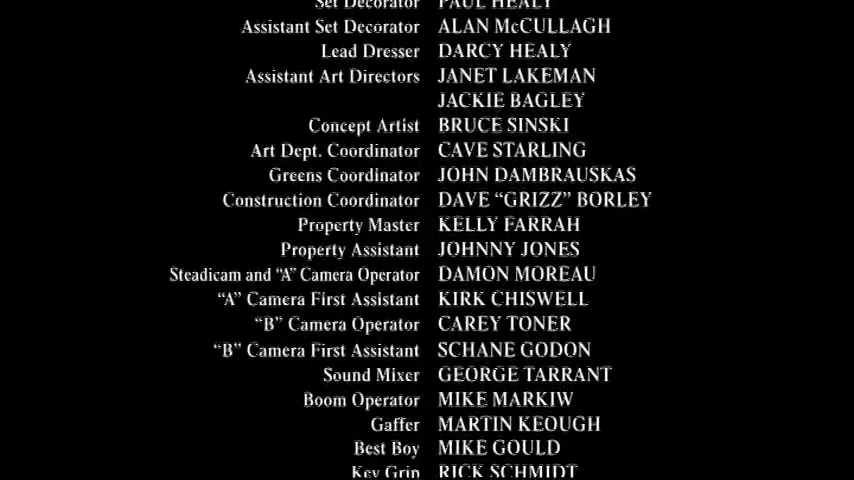 Set Decorator PAUL HEALY
Assistant Set Decorator ALAN McCULLAGH
Lead Dresser DARCY HEALY
Assistant Art Directors JANET LAKEMAN
JACKIE BAGLEY
Concept Artist BRUCE SINSKI
Art Dept. Coordinator CAVE STARLING
Greens Coordinator JOHN DAMBRAUSKAS
Construction Coordinator DAVE “GRIZZ” BORLEY
Property Master KELLY FARRAH
Property Assistant JOHNNY JONES
Steadicam and “A” Camera Operator DAMON MOREAU
“A” Camera First Assistant KIRK CHISWELL
“B” Camera Operator CAREY TONER
“B” Camera First Assistant SCHANE GODON
Sound Mixer GEORGE TARRANT
Boom Operator MIKE MARKIW
Gaffer MARTIN KEOUGH
Best Boy MIKE GOULD
Key Grip RICK SCHMIDT